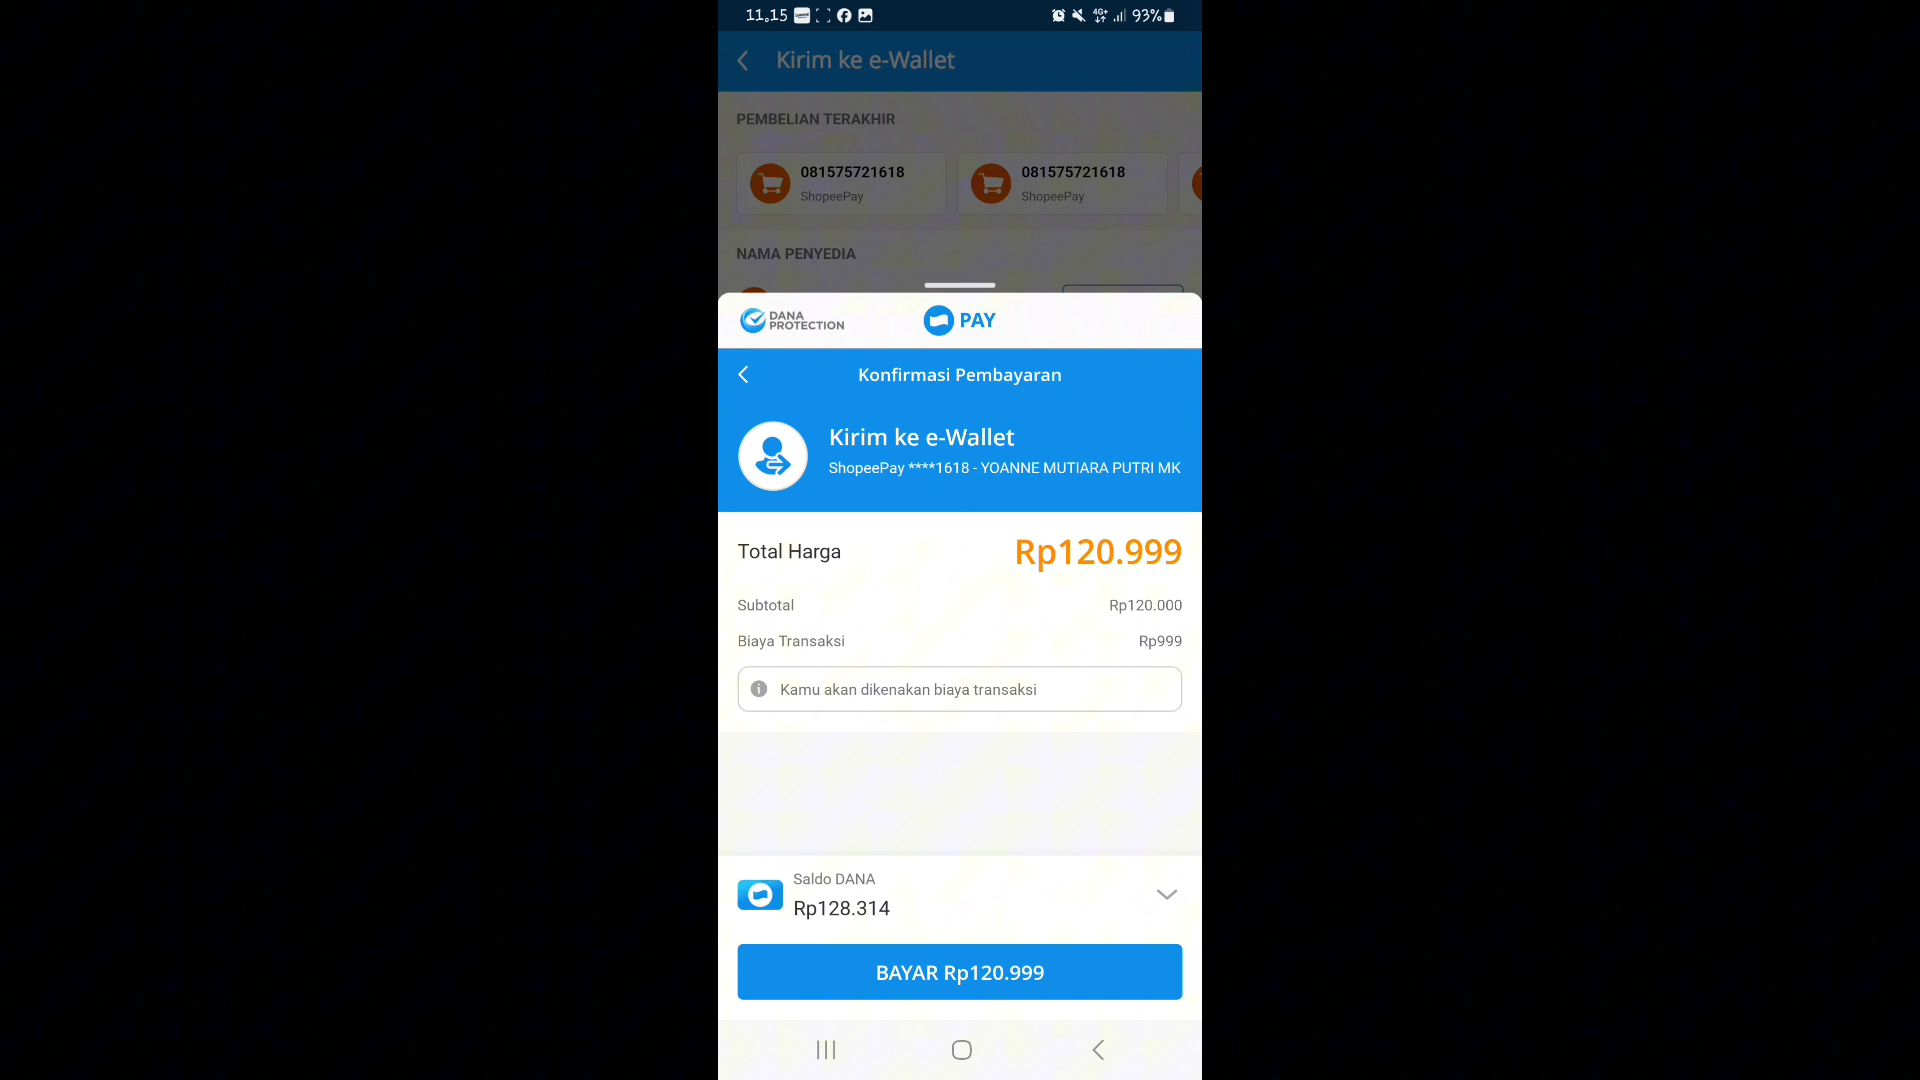 11.15
4G+
93%
Kirim ke e-Wallet
PEMBELIAN TERAKHIR
081575721618
ShopeePay
081575721618
ShopeePay
NAMA PENYEDIA
DANA
PROTECTION
PAY
Konfirmasi Pembayaran
Kirim ke e-Wallet
ShopeePay ****1618 - YOANNE MUTIARA PUTRI MK
Total Harga Rp120.999
Subtotal Rp120.000
Biaya Transaksi Rp999
Kamu akan dikenakan biaya transaksi
Saldo DANA
Rp128.314
BAYAR Rp120.999